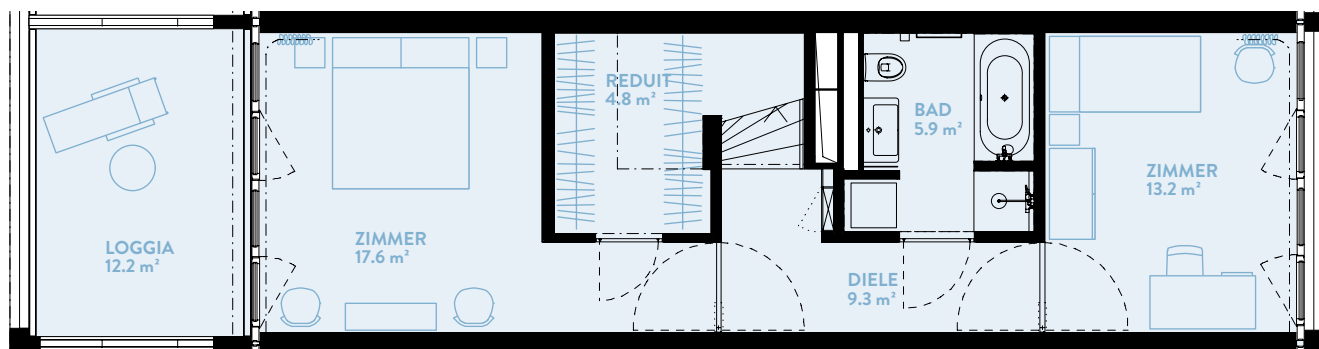 LOGGIA
12.2 m²
ZIMMER
17.6 m²
REDUIT
4.8 m²
BAD
5.9 m²
DIELE
9.3 m²
ZIMMER
13.2 m²